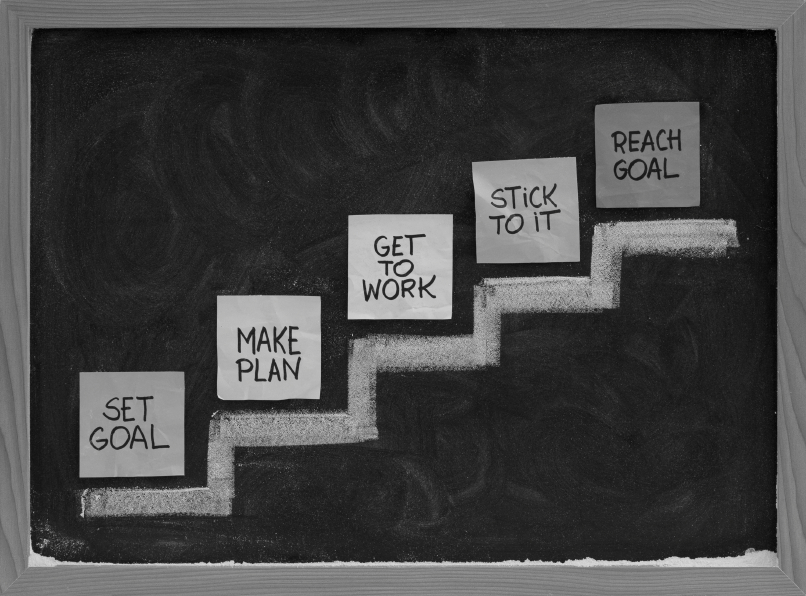 SET
GOAL
MAKE
PLAN
GET
TO
WORK
STiCK
TO iT
REACH
GOAL